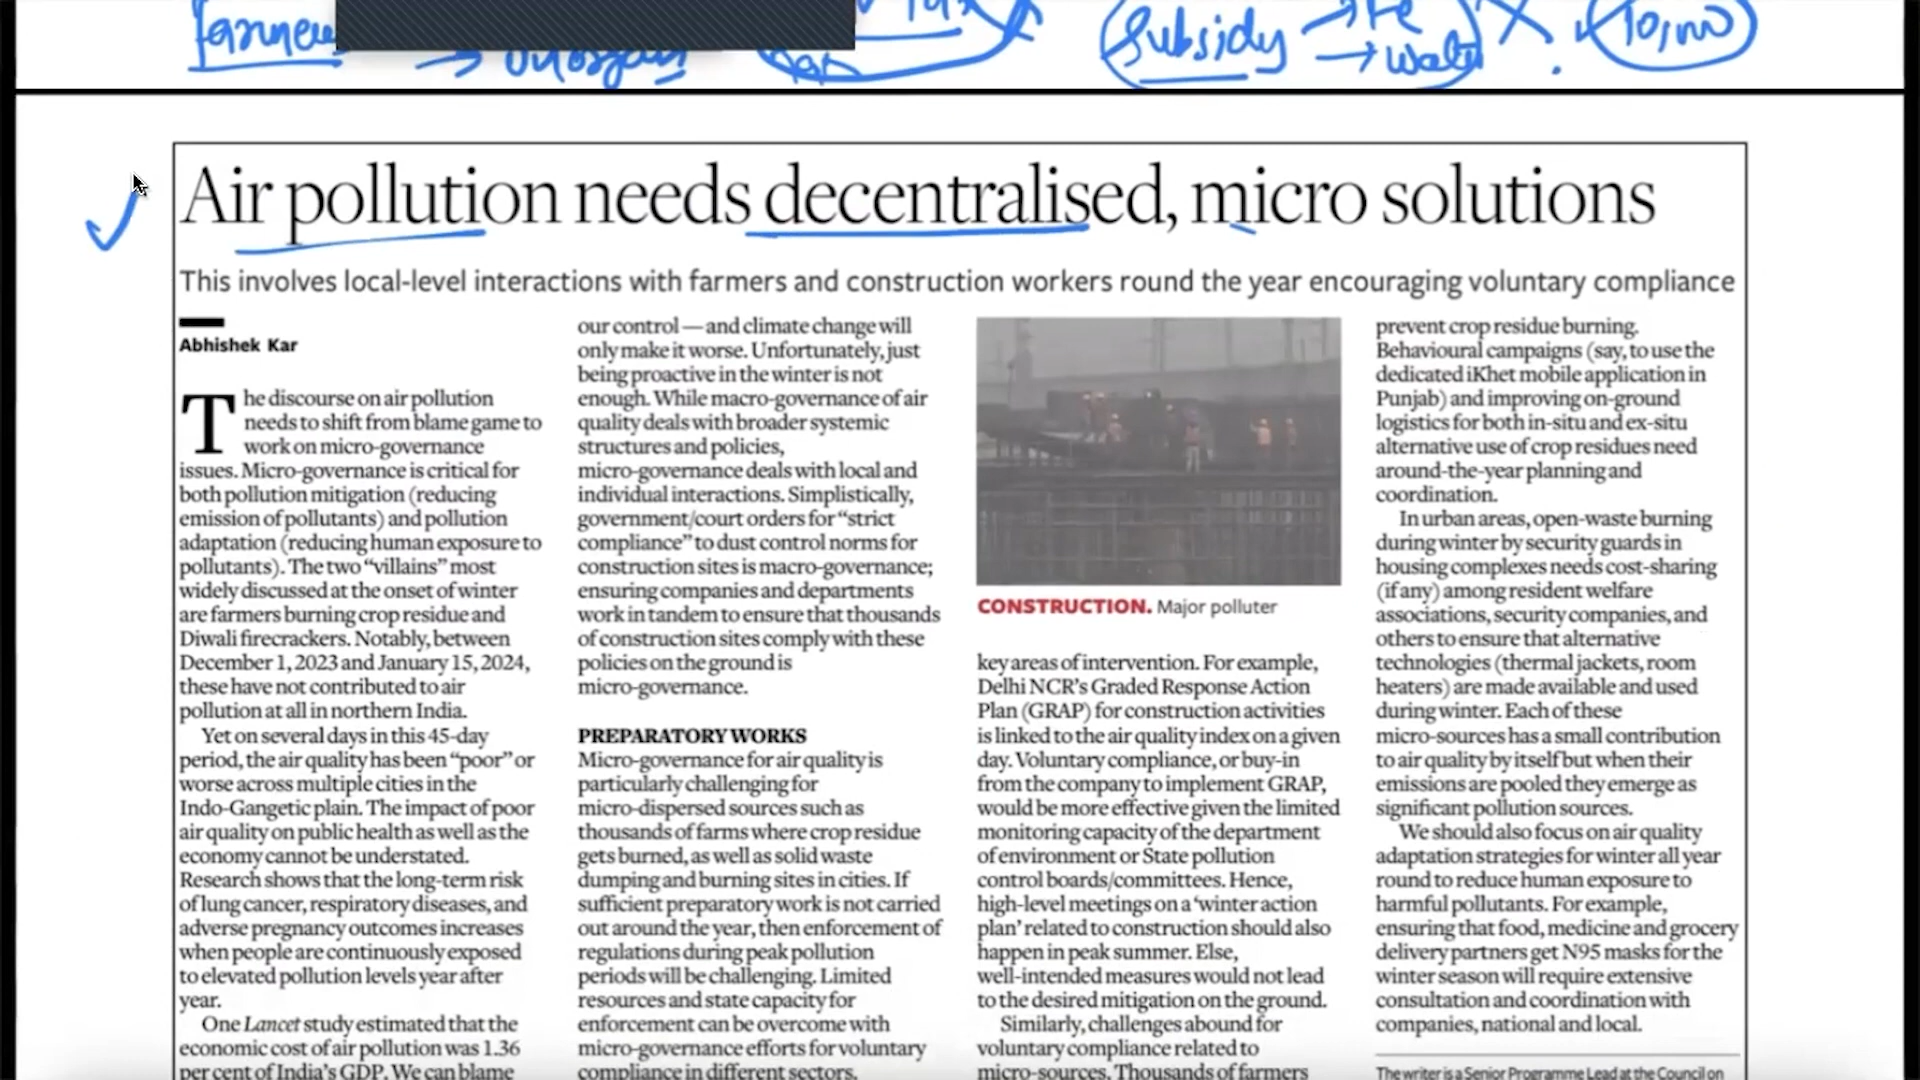 Subsidy
Air pollution needs decentralised, micro solutions
This involves local-level interactions with farmers and construction workers round the year encouraging voluntary compliance
Abhishek Kar
The discourse on air pollution
needs to shift from blame game to
work on micro-governance
issues. Micro-governance is critical for
both pollution mitigation (reducing
emission of pollutants) and pollution
adaptation (reducing human exposure to
pollutants). The two “villains” most
widely discussed at the onset of winter
are farmers burning crop residue and
Diwali firecrackers. Notably, between
December 1, 2023 and January 15, 2024,
these have not contributed to air
pollution at all in northern India.
Yet on several days in this 45-day
period, the air quality has been “poor” or
worse across multiple cities in the
Indo-Gangetic plain. The impact of poor
air quality on public health as well as the
economy cannot be understated.
Research shows that the long-term risk
of lung cancer, respiratory diseases, and
adverse pregnancy outcomes increases
when people are continuously exposed
to elevated pollution levels year after
year.
One Lancet study estimated that the
economic cost of air pollution was 1.36
per cent of India’s GDP. We can blame
our control — and climate change will
only make it worse. Unfortunately, just
being proactive in the winter is not
enough. While macro-governance of air
quality deals with broader systemic
structures and policies,
micro-governance deals with local and
individual interactions. Simplistically,
government/court orders for “strict
compliance” to dust control norms for
construction sites is macro-governance;
ensuring companies and departments
work in tandem to ensure that thousands
of construction sites comply with these
policies on the ground is
micro-governance.
PREPARATORY WORKS
Micro-governance for air quality is
particularly challenging for
micro-dispersed sources such as
thousands of farms where crop residue
gets burned, as well as solid waste
dumping and burning sites in cities. If
sufficient preparatory work is not carried
out around the year, then enforcement of
regulations during peak pollution
periods will be challenging. Limited
resources and state capacity for
enforcement can be overcome with
micro-governance efforts for voluntary
compliance in different sectors.
CONSTRUCTION. Major polluter
key areas of intervention. For example,
Delhi NCR’s Graded Response Action
Plan (GRAP) for construction activities
is linked to the air quality index on a given
day. Voluntary compliance, or buy-in
from the company to implement GRAP,
would be more effective given the limited
monitoring capacity of the department
of environment or State pollution
control boards/committees. Hence,
high-level meetings on a ‘winter action
plan’ related to construction should also
happen in peak summer. Else,
well-intended measures would not lead
to the desired mitigation on the ground.
Similarly, challenges abound for
voluntary compliance related to
micro-sources. Thousands of farmers
prevent crop residue burning.
Behavioural campaigns (say, to use the
dedicated iKhet mobile application in
Punjab) and improving on-ground
logistics for both in-situ and ex-situ
alternative use of crop residues need
around-the-year planning and
coordination.
In urban areas, open-waste burning
during winter by security guards in
housing complexes needs cost-sharing
(if any) among resident welfare
associations, security companies, and
others to ensure that alternative
technologies (thermal jackets, room
heaters) are made available and used
during winter. Each of these
micro-sources has a small contribution
to air quality by itself but when their
emissions are pooled they emerge as
significant pollution sources.
We should also focus on air quality
adaptation strategies for winter all year
round to reduce human exposure to
harmful pollutants. For example,
ensuring that food, medicine and grocery
delivery partners get N95 masks for the
winter season will require extensive
consultation and coordination with
companies, national and local.
The writer is a Senior Programme Lead at the Council on